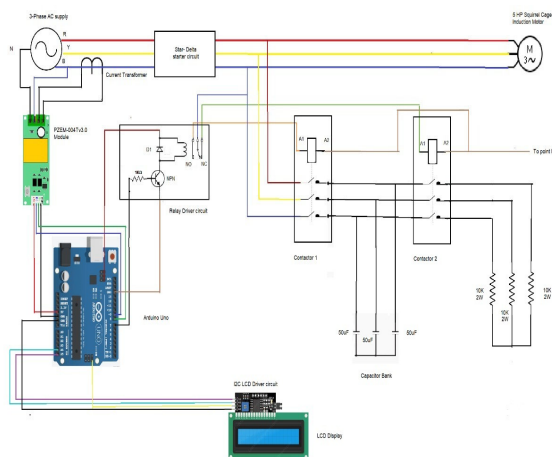 3-Phase AC supply
5 HP Squirrel Cage
Induction Motor
R
N
Y
B
Star- Delta
starter circuit
M
3
Current Transformer
PZEM-004Tv3.0
Module
D1
NO
NC
1KΩ
NPN
Relay Driver circuit
A1
A2
A1
A2
To point N
Contactor 1
Contactor 2
10K
2W
10K
2W
10K
2W
Arduino Uno
50uF
50uF
50uF
Capacitor Bank
I2C LCD Driver circuit
LCD Display